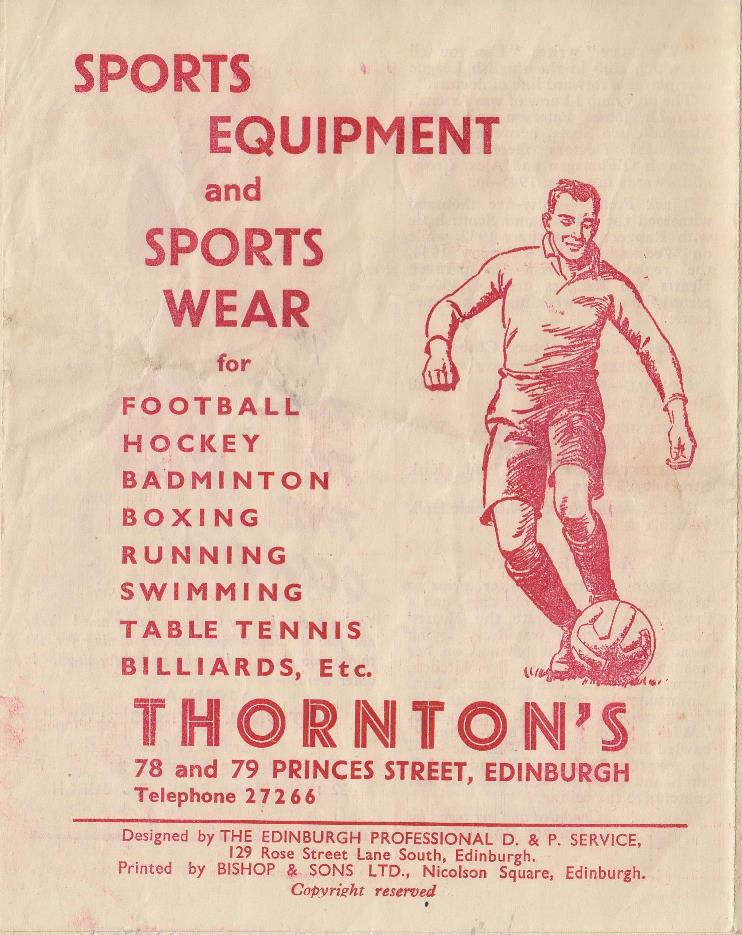 SPORTS
EQUIPMENT
and
SPORTS
WEAR
for
FOOTBALL
HOCKEY
BADMINTON
BOXING
RUNNING
SWIMMING
TABLE TENNIS
BILLIARDS, Etc.
THORNTON'S
78 and 79 PRINCES STREET, EDINBURGH
Telephone 27266
Designed by THE EDINBURGH PROFESSIONAL D. & P. SERVICE,
129 Rose Street Lane South, Edinburgh.
Printed by BISHOP & SONS LTD., Nicolson Square, Edinburgh.
Copyright reserved